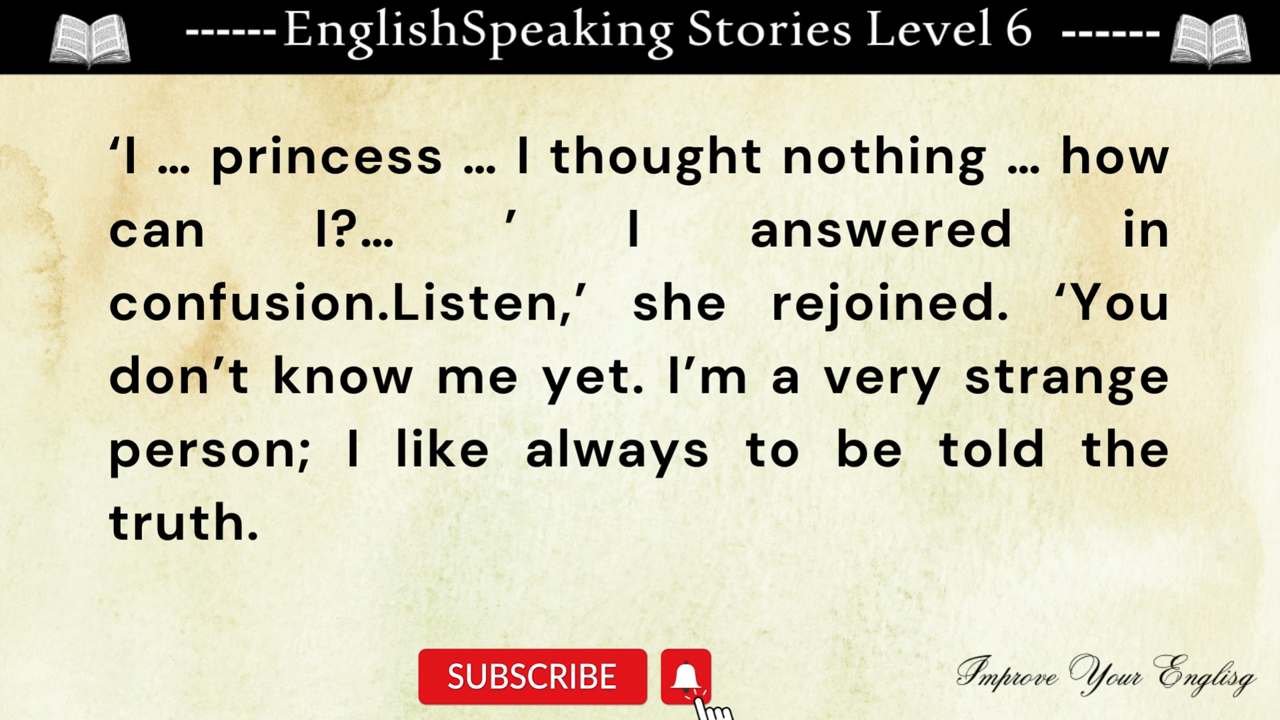 ------EnglishSpeaking Stories Level 6 ------
‘I … princess … I thought nothing … how
can I?… ’ I answered in
confusion.Listen,’ she rejoined. ‘You
don’t know me yet. I’m a very strange
person; I like always to be told the
truth.
SUBSCRIBE
Improve Your Englisg